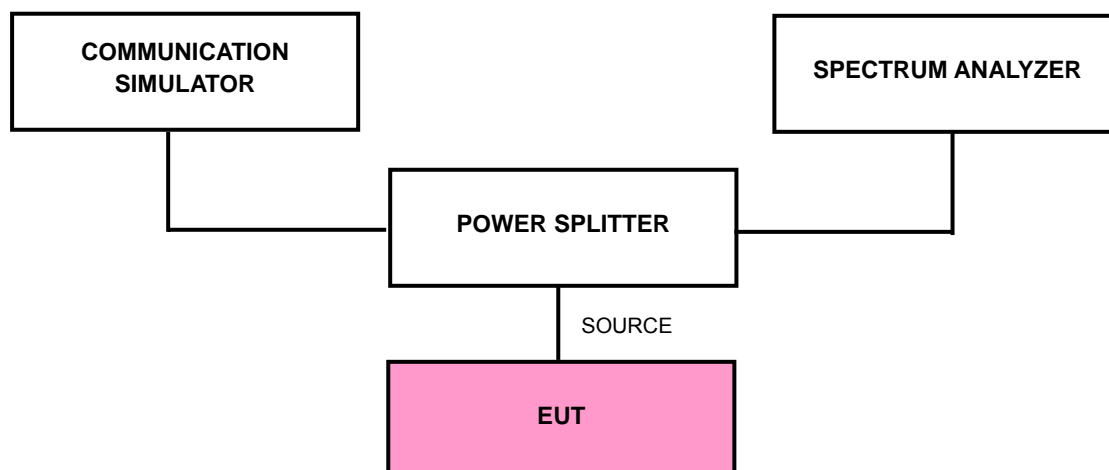 COMMUNICATION
SIMULATOR
SPECTRUM ANALYZER
POWER SPLITTER
SOURCE
EUT